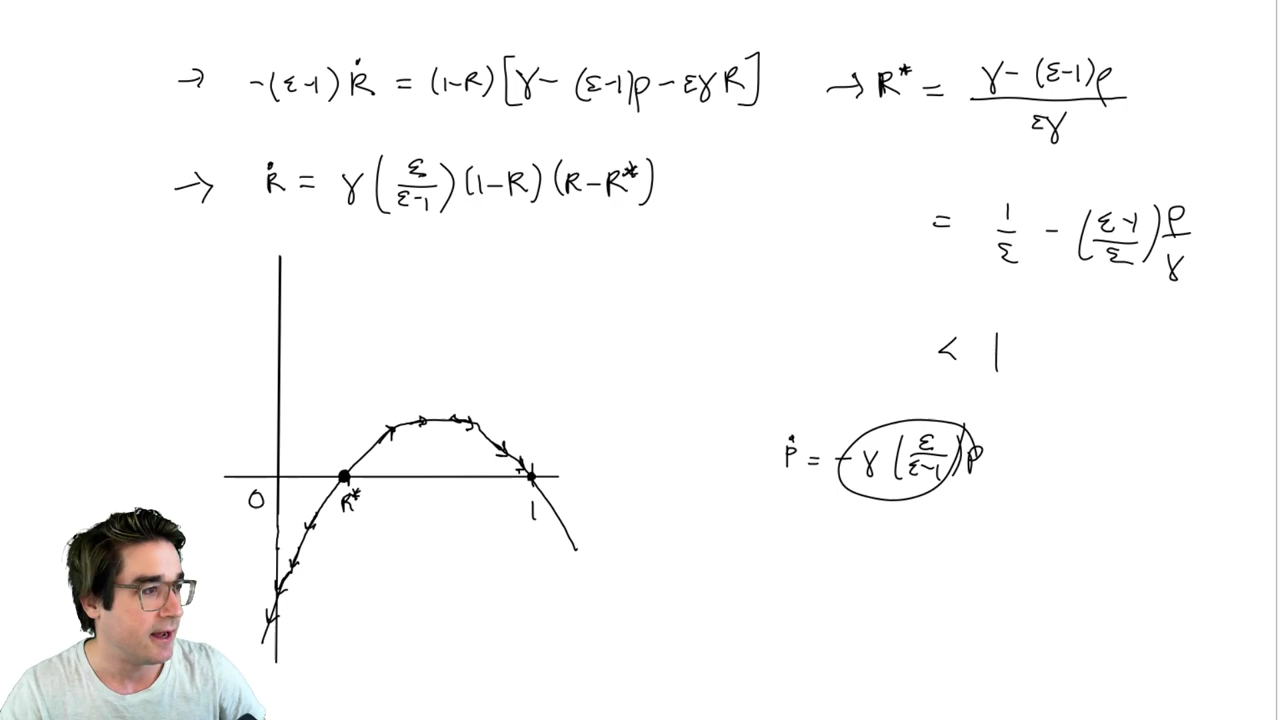 → -(ε-1)Ṙ = (1-R)[γ- (ε-1)ρ-εγR] → R* = (γ-(ε-1)ρ)/(εγ)
→ Ṙ = γ(ε/(ε-1))(1-R)(R-R*)
= 1/ε - ((ε-1)/ε)ρ/γ
< 1
ṗ = -γ(ε/(ε-1))p
0 R* 1